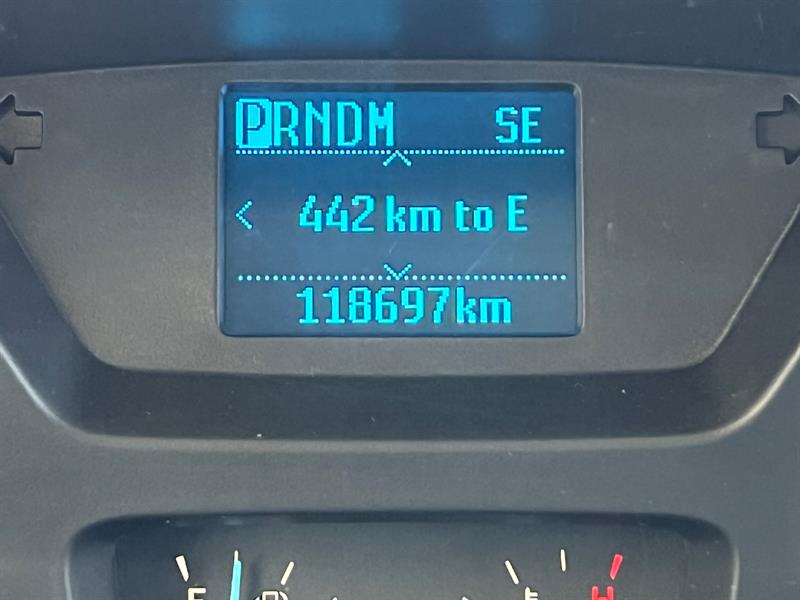 PRNDM SE
442 km to E
118697km
H